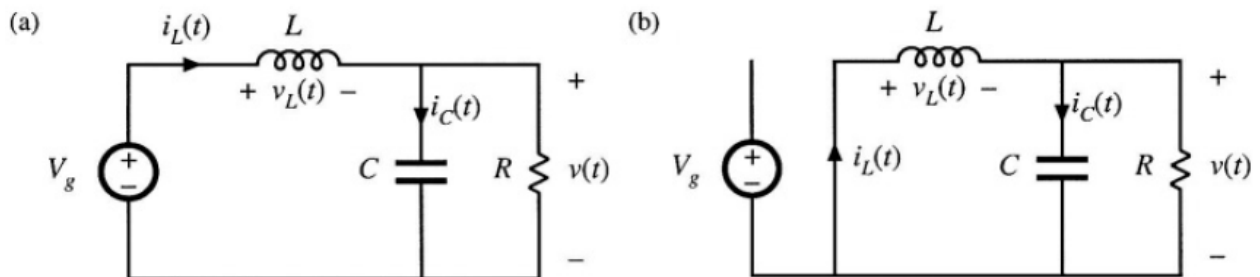 (a)
i_L(t)
L
+ v_L(t) −
+
i_C(t)
V_g
+
−
C
R
v(t)
−
(b)
L
+ v_L(t) −
+
i_C(t)
V_g
+
−
i_L(t)
C
R
v(t)
−